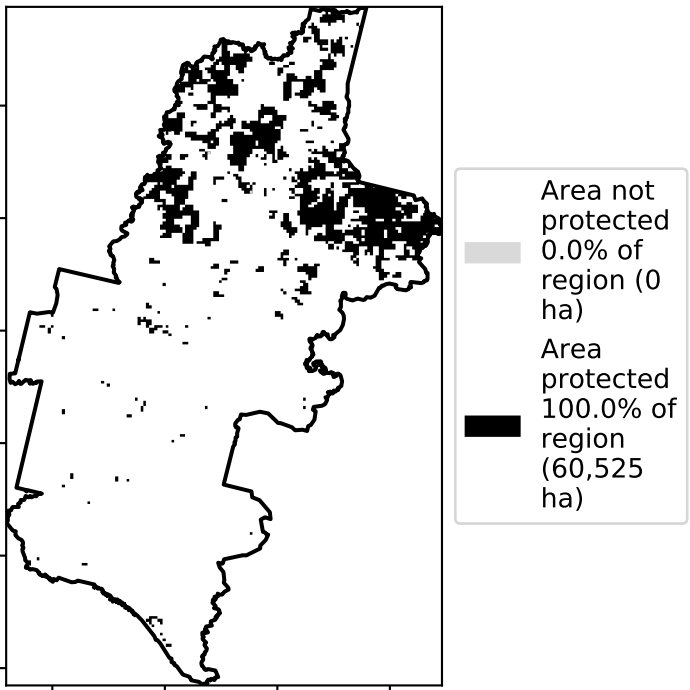 Area not
protected
0.0% of
region (0
ha)
Area
protected
100.0% of
region
(60,525
ha)